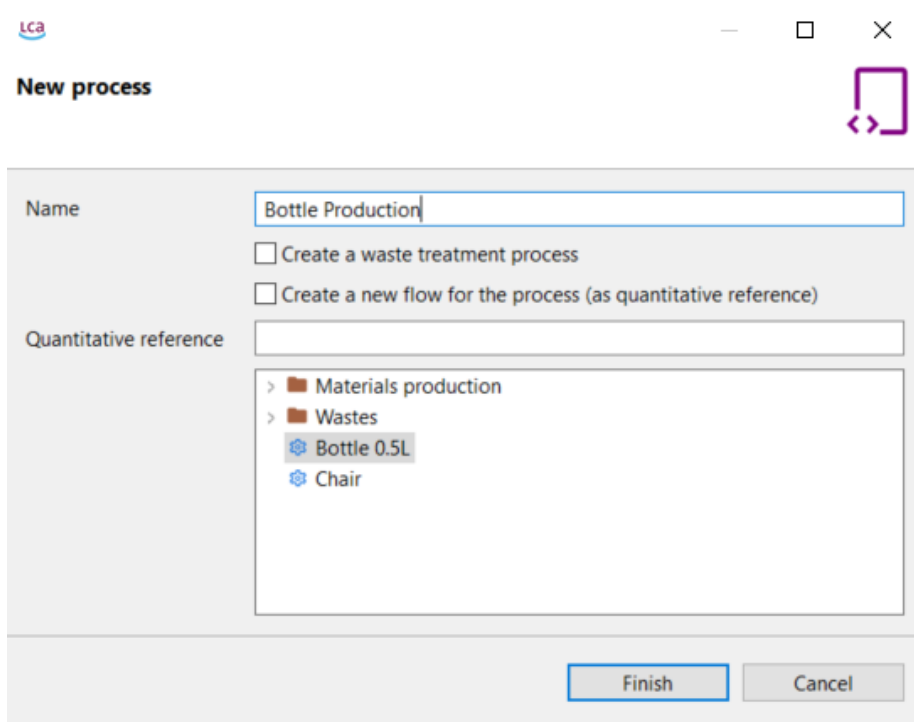 LCA
New process
Name
Bottle Production
Create a waste treatment process
Create a new flow for the process (as quantitative reference)
Quantitative reference
Materials production
Wastes
Bottle 0.5L
Chair
Finish
Cancel